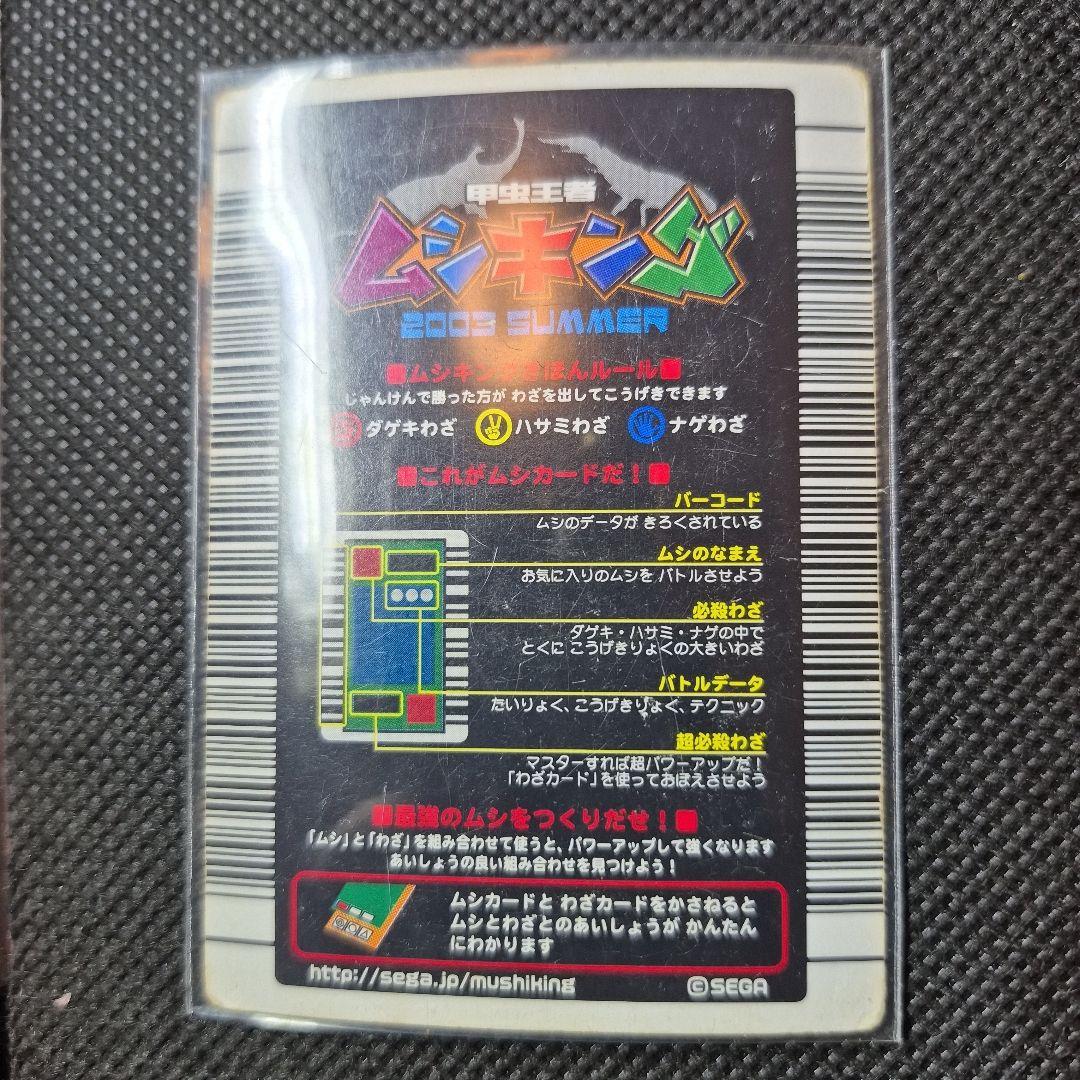 甲虫王者
ムシキング
2003 SUMMER
■ムシキングきほんルール■
じゃんけんで勝った方が わざを出してこうげきできます
ダゲキわざ ハサミわざ ナゲわざ
■これがムシカードだ！■
バーコード
ムシのデータが きろくされている
ムシのなまえ
お気に入りのムシを バトルさせよう
必殺わざ
ダゲキ・ハサミ・ナゲの中で
とくに こうげきりょくの大きいわざ
バトルデータ
たいりょく、こうげきりょく、テクニック
超必殺わざ
マスターすれば超パワーアップだ！
「わざカード」を使っておぼえさせよう
■最強のムシをつくりだせ！■
「ムシ」と「わざ」を組み合わせて使うと、パワーアップして強くなります
あいしょうの良い組み合わせを見つけよう！
ムシカードと わざカードをかさねると
ムシとわざとのあいしょうが かんたん
にわかります
http://sega.jp/mushiking
©SEGA